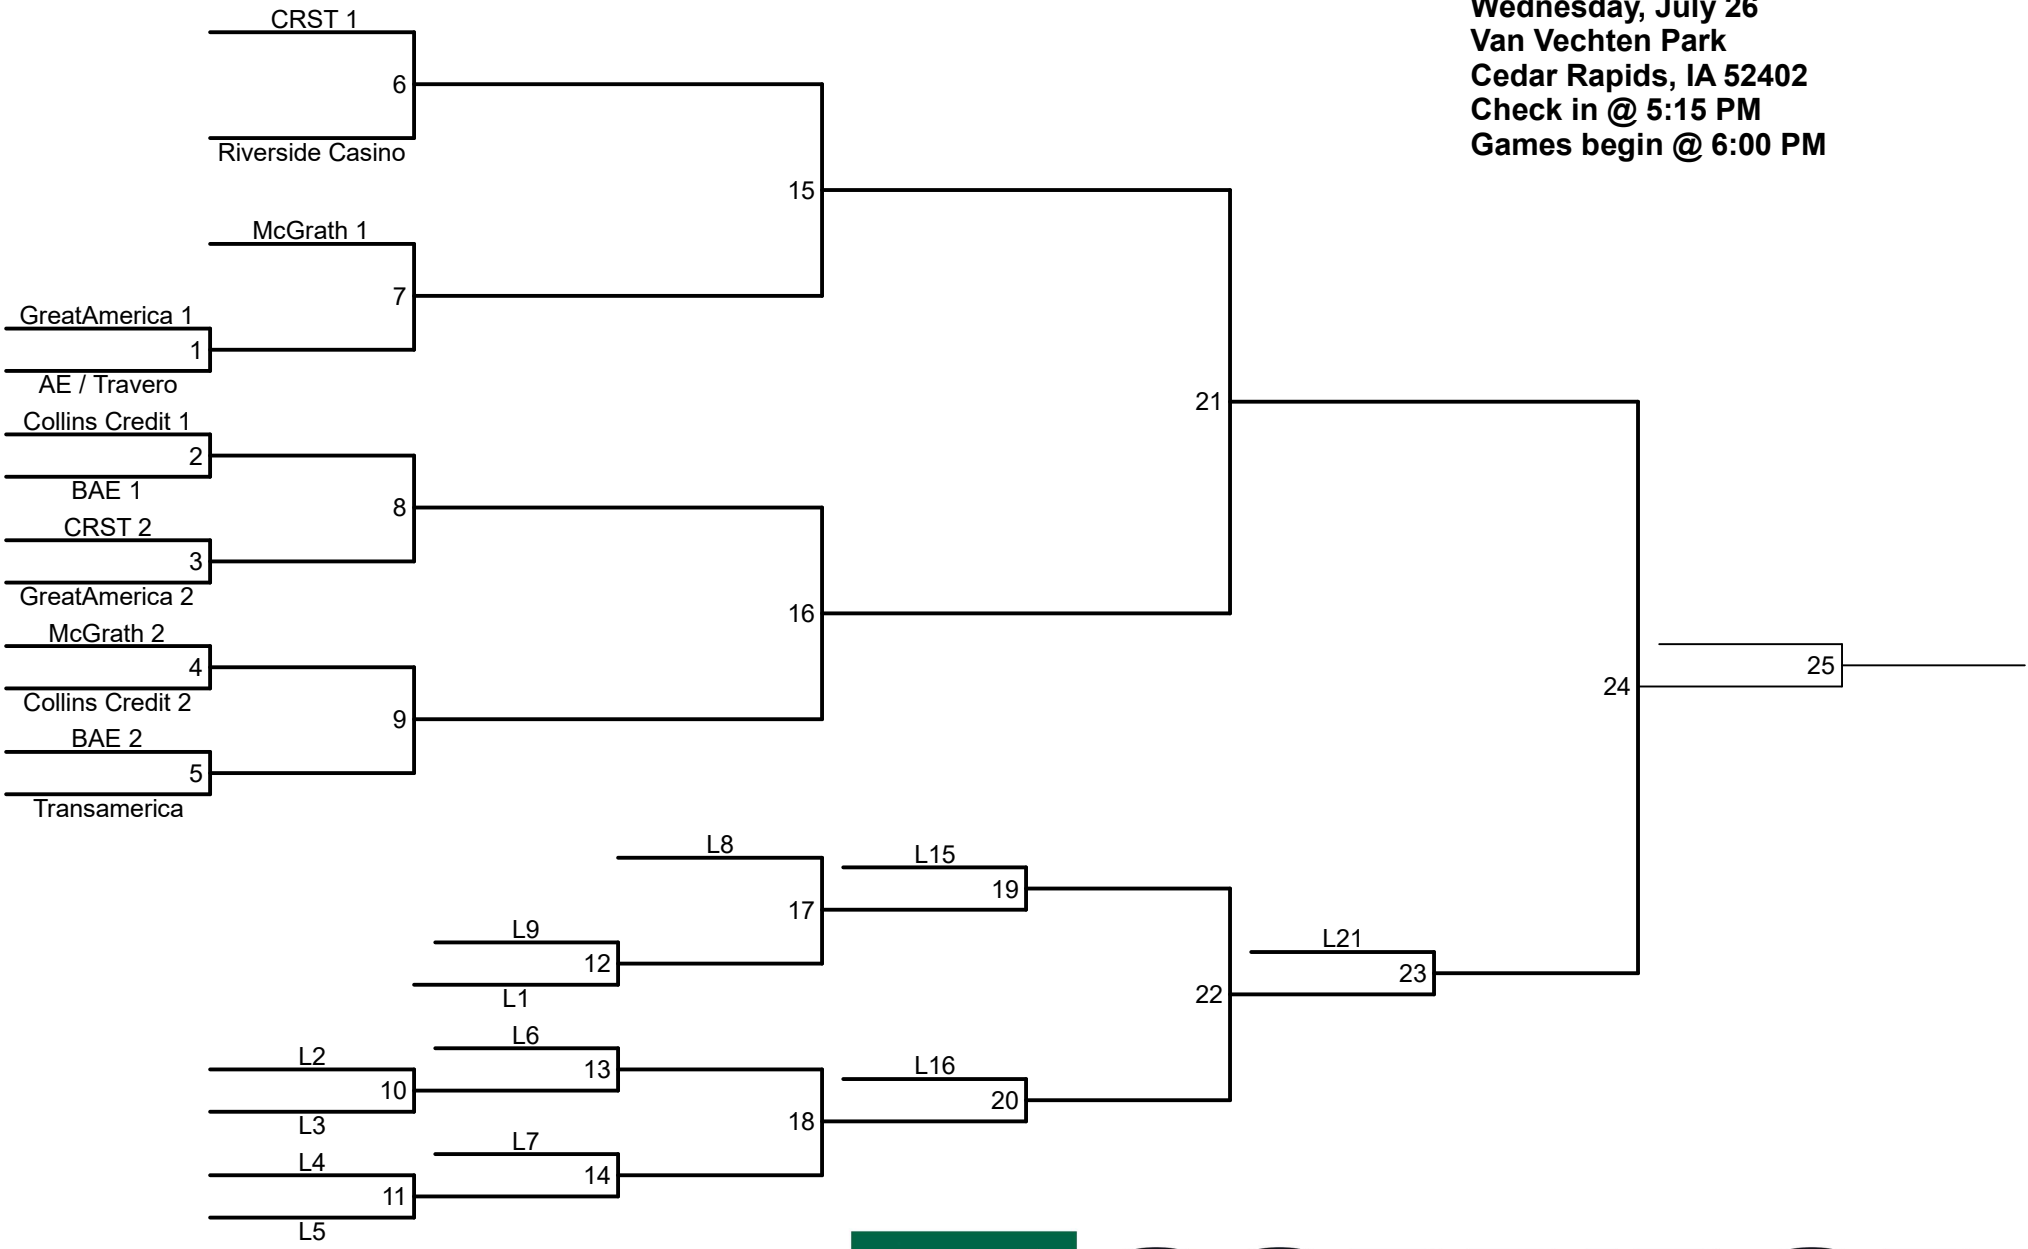 Wednesday, July 26
Van Vechten Park
Cedar Rapids, IA 52402
Check in @ 5:15 PM
Games begin @ 6:00 PM
CRST 1
6
Riverside Casino
15
McGrath 1
7
GreatAmerica 1
1
AE / Travero
21
Collins Credit 1
2
BAE 1
8
CRST 2
3
GreatAmerica 2
16
McGrath 2
4
Collins Credit 2
9
BAE 2
5
Transamerica
24
25
L8
L15
19
17
L9
12
L1
L21
23
22
L2
10
L3
L6
13
L16
20
18
L4
11
L5
L7
14